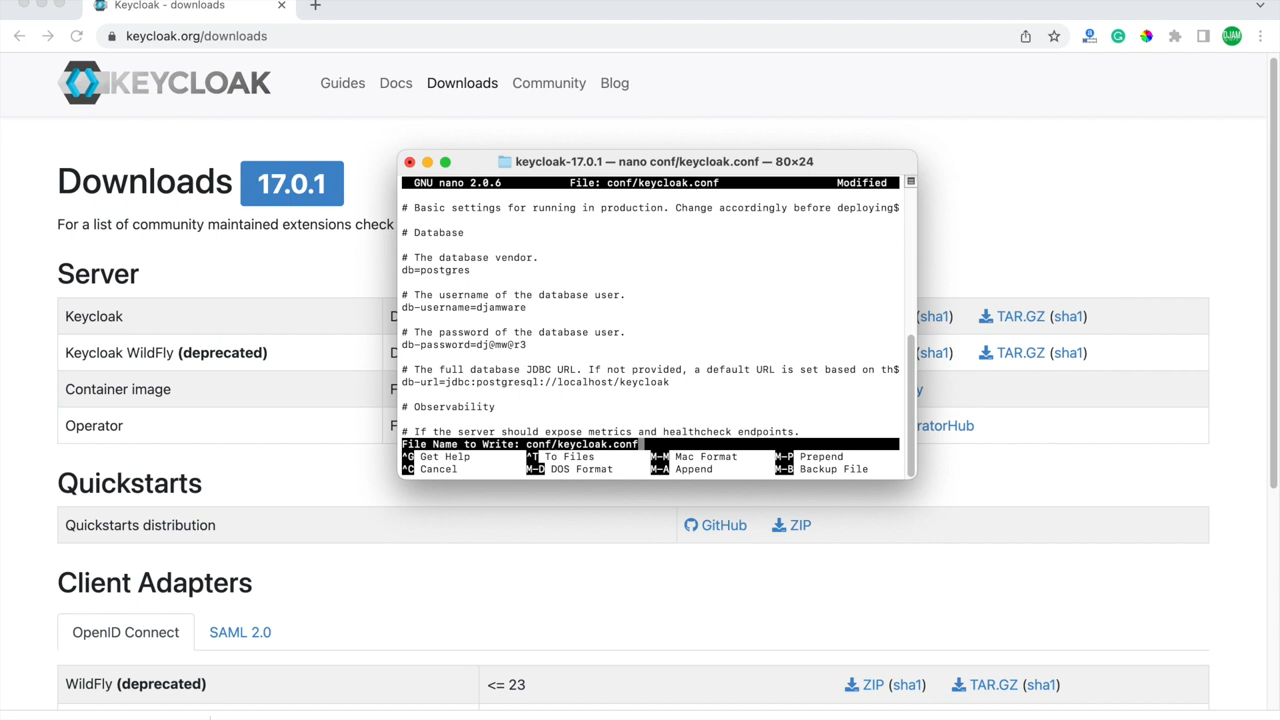 Keycloak - downloads
keycloak.org/downloads
DJAM
KEYCLOAK
Guides Docs Downloads Community Blog
Downloads 17.0.1
For a list of community maintained extensions check
Server
Keycloak
(sha1) TAR.GZ (sha1)
Keycloak WildFly (deprecated)
(sha1) TAR.GZ (sha1)
Container image
Operator
ratorHub
keycloak-17.0.1 — nano conf/keycloak.conf — 80×24
GNU nano 2.0.6 File: conf/keycloak.conf Modified
# Basic settings for running in production. Change accordingly before deploying$
# Database
# The database vendor.
db=postgres
# The username of the database user.
db-username=djamware
# The password of the database user.
db-password=dj@mw@r3
# The full database JDBC URL. If not provided, a default URL is set based on th$
db-url=jdbc:postgresql://localhost/keycloak
# Observability
# If the server should expose metrics and healthcheck endpoints.
File Name to Write: conf/keycloak.conf
^G Get Help ^T To Files M-M Mac Format M-P Prepend
^C Cancel M-D DOS Format M-A Append M-B Backup File
Quickstarts
Quickstarts distribution GitHub ZIP
Client Adapters
OpenID Connect SAML 2.0
WildFly (deprecated) <= 23 ZIP (sha1) TAR.GZ (sha1)